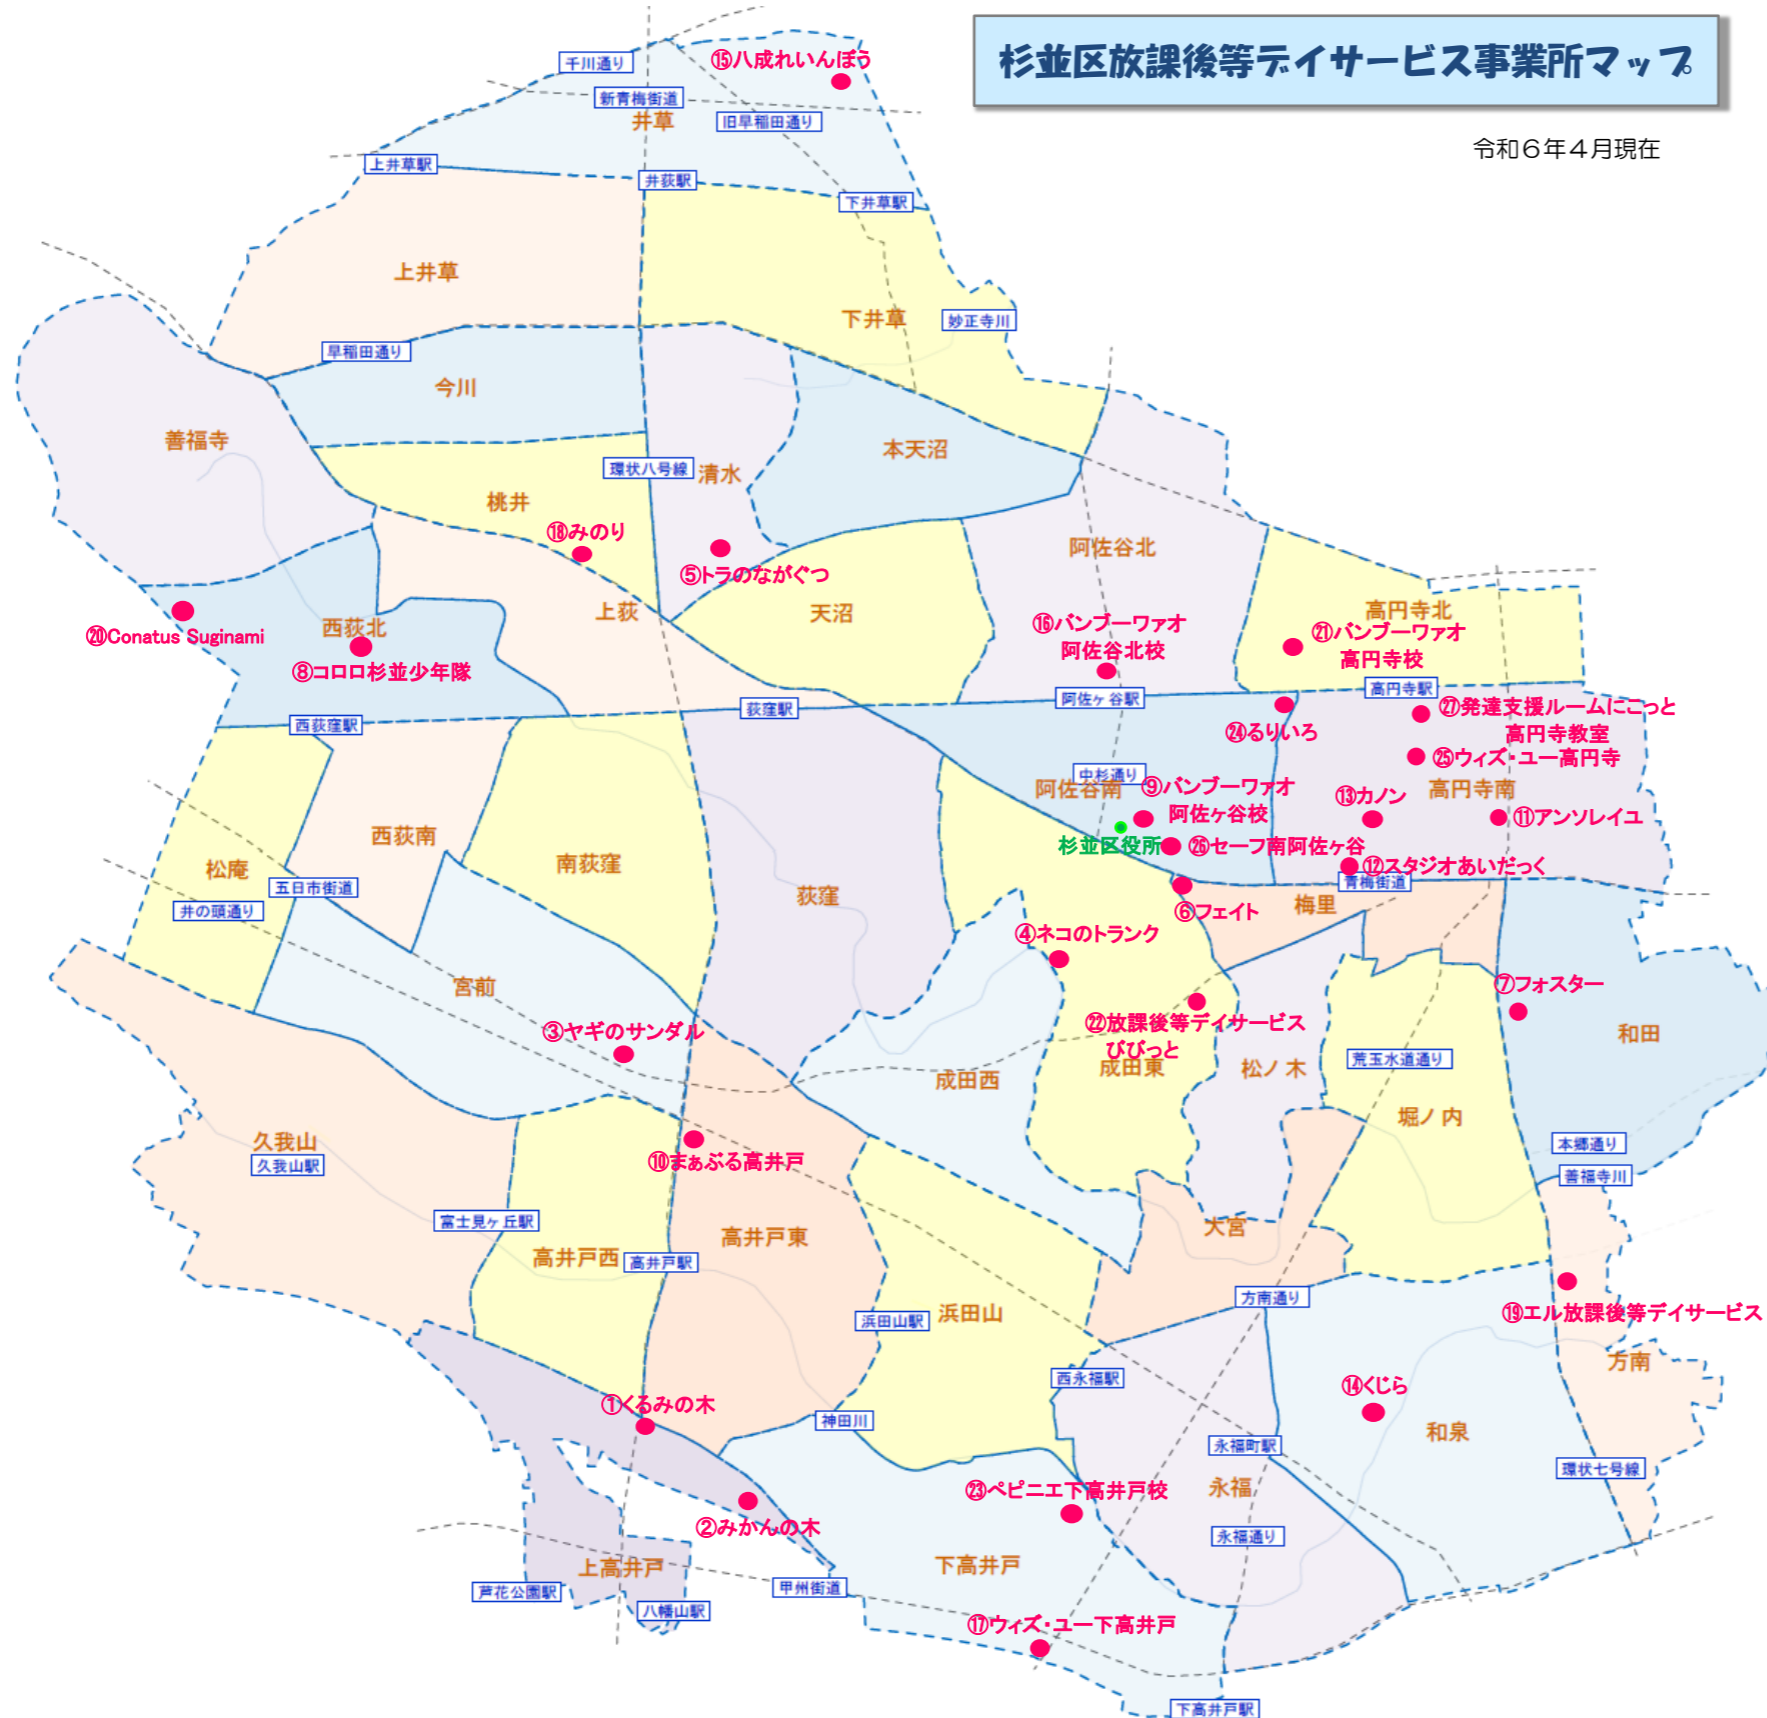 杉並区放課後等デイサービス事業所マップ
令和6年4月現在
⑮八成れいんぼう
千川通り
新青梅街道
旧早稲田通り
井草
上井草駅
井荻駅
下井草駅
上井草
下井草
妙正寺川
早稲田通り
今川
善福寺
本天沼
環状八号線
清水
桃井
⑱みのり
阿佐谷北
⑤トラのながぐつ
上荻
天沼
高円寺北
⑳Conatus Suginami
西荻北
⑧コロロ杉並少年隊
⑯バンブーワァオ
阿佐谷北校
㉑バンブーワァオ
高円寺校
阿佐ヶ谷駅
高円寺駅
荻窪駅
西荻窪駅
㉔るりいろ
㉗発達支援ルームにこっと
高円寺教室
㉕ウィズ・ユー高円寺
中杉通り
阿佐谷南
⑨バンブーワァオ
阿佐ヶ谷校
高円寺南
⑬カノン
⑪アンソレイユ
杉並区役所
㉖セーフ南阿佐ヶ谷
⑫スタジオあいだっく
青梅街道
西荻南
松庵
南荻窪
五日市街道
井の頭通り
荻窪
梅里
⑥フェイト
④ネコのトランク
宮前
⑦フォスター
③ヤギのサンダル
㉒放課後等デイサービス
びびっと
成田西
成田東
松ノ木
荒玉水道通り
和田
堀ノ内
久我山
久我山駅
⑩まぁぶる高井戸
本郷通り
善福寺川
富士見ヶ丘駅
高井戸西
高井戸駅
高井戸東
大宮
浜田山駅
浜田山
方南通り
⑲エル放課後等デイサービス
方南
西永福駅
⑭くじら
①くるみの木
神田川
永福町駅
和泉
環状七号線
㉓ペピニエ下高井戸校
永福
②みかんの木
永福通り
上高井戸
下高井戸
芦花公園駅
甲州街道
八幡山駅
⑰ウィズ・ユー下高井戸
下高井戸駅